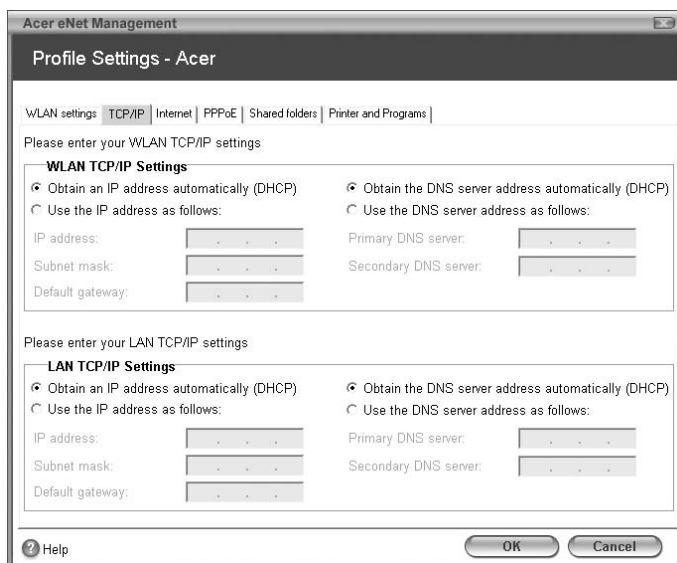 Acer eNet Management
Profile Settings - Acer
WLAN settings TCP/IP Internet PPPoE Shared folders Printer and Programs
Please enter your WLAN TCP/IP settings
WLAN TCP/IP Settings
Obtain an IP address automatically (DHCP) Obtain the DNS server address automatically (DHCP)
Use the IP address as follows: Use the DNS server address as follows:
IP address: Primary DNS server:
Subnet mask: Secondary DNS server:
Default gateway:
Please enter your LAN TCP/IP settings
LAN TCP/IP Settings
Obtain an IP address automatically (DHCP) Obtain the DNS server address automatically (DHCP)
Use the IP address as follows: Use the DNS server address as follows:
IP address: Primary DNS server:
Subnet mask: Secondary DNS server:
Default gateway:
? Help OK Cancel